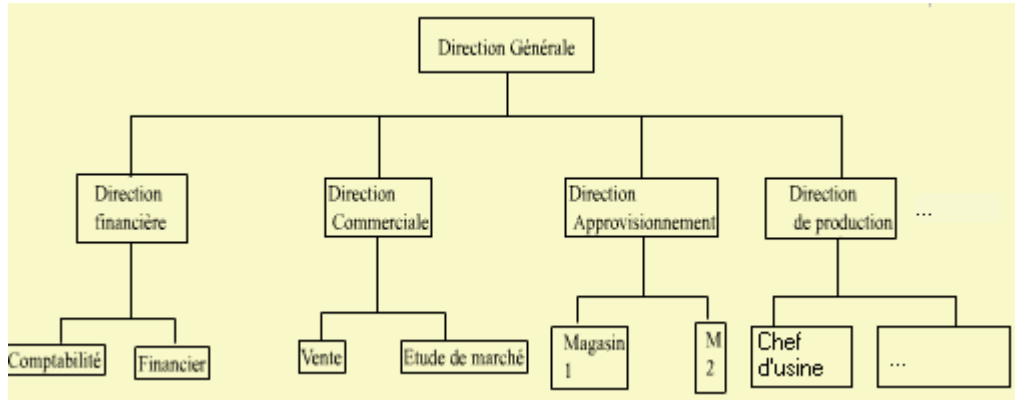 Direction Générale
Direction
financière
Direction
Commerciale
Direction
Approvisionnement
Direction
de production
...
Comptabilité
Financier
Vente
Etude de marché
Magasin
1
M
2
Chef
d'usine
...